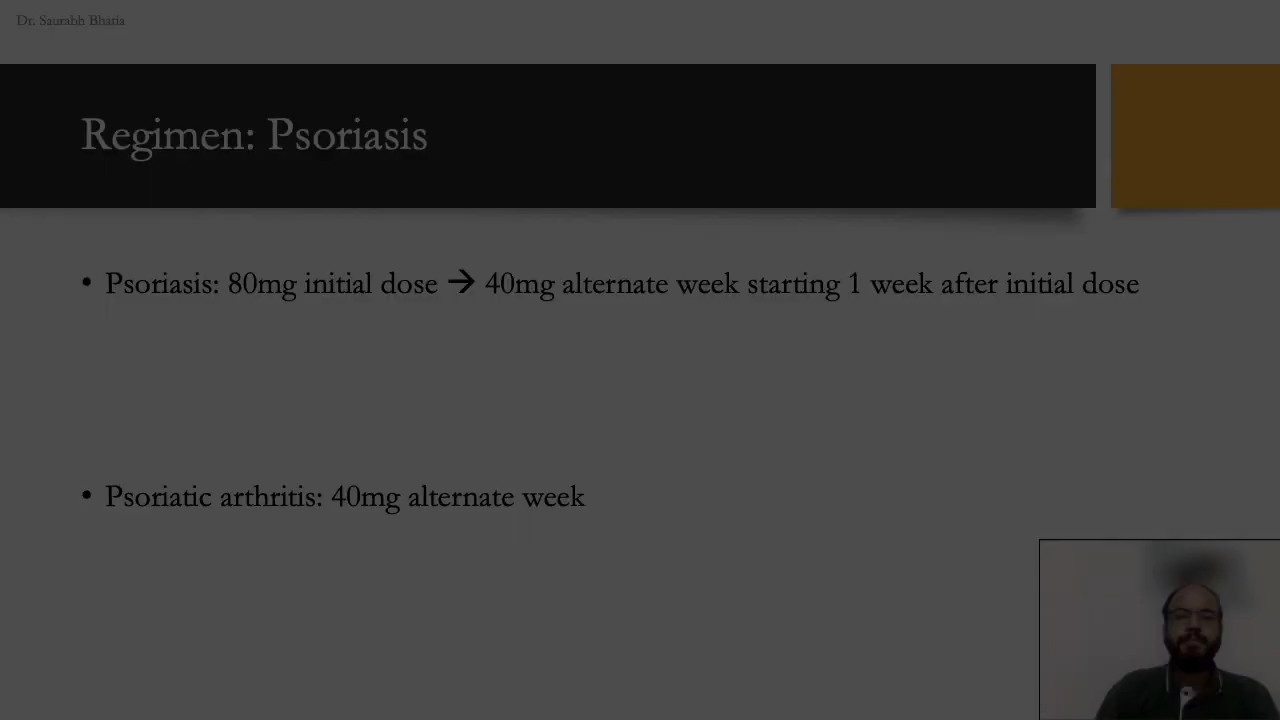 Dr. Saurabh Bhatia
Regimen: Psoriasis
• Psoriasis: 80mg initial dose → 40mg alternate week starting 1 week after initial dose
• Psoriatic arthritis: 40mg alternate week